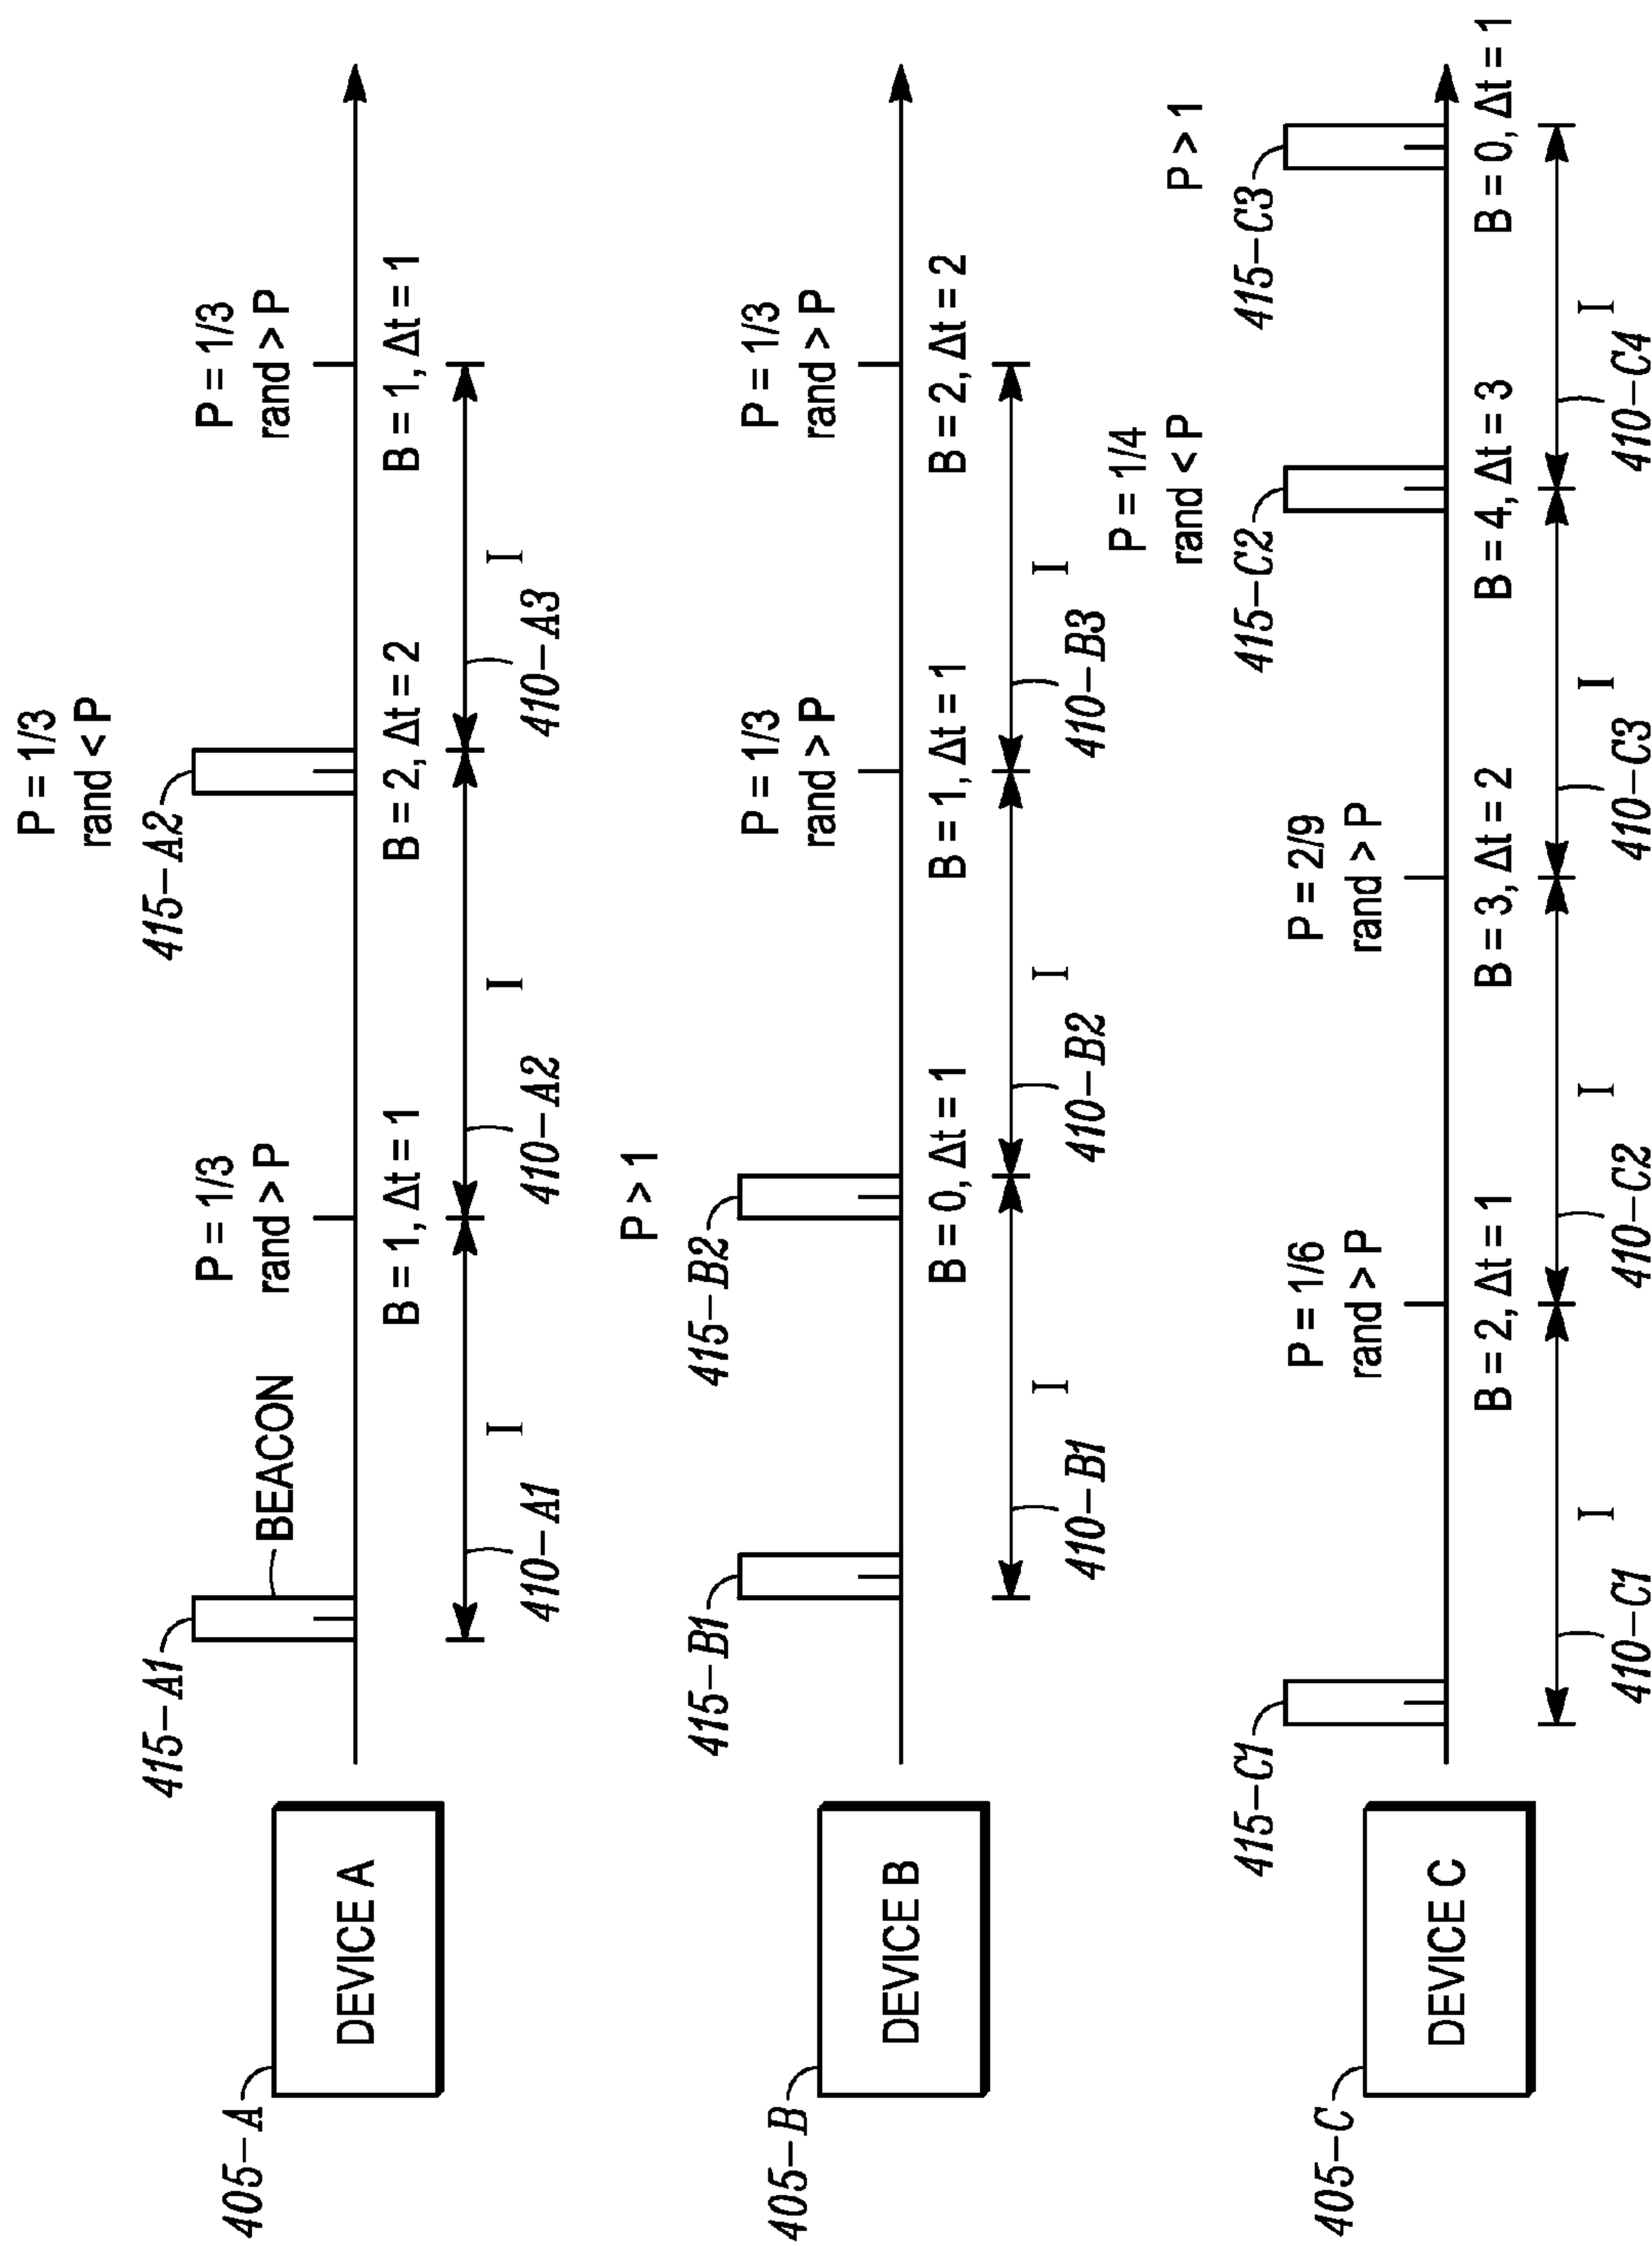 405-A
DEVICE A
415-A1
BEACON
I
410-A1
P = 1/3
rand > P
B = 1, Δt = 1
I
410-A2
P = 1/3
rand < P
415-A2
B = 2, Δt = 2
I
410-A3
P = 1/3
rand > P
B = 1, Δt = 1
405-B
DEVICE B
415-B1
I
410-B1
P > 1
415-B2
B = 0, Δt = 1
I
410-B2
P = 1/3
rand > P
B = 1, Δt = 1
I
410-B3
P = 1/3
rand > P
B = 2, Δt = 2
405-C
DEVICE C
415-C1
I
410-C1
P = 1/6
rand > P
B = 2, Δt = 1
I
410-C2
P = 2/9
rand > P
B = 3, Δt = 2
I
410-C3
P = 1/4
rand < P
415-C2
B = 4, Δt = 3
I
410-C4
P > 1
415-C3
B = 0, Δt = 1